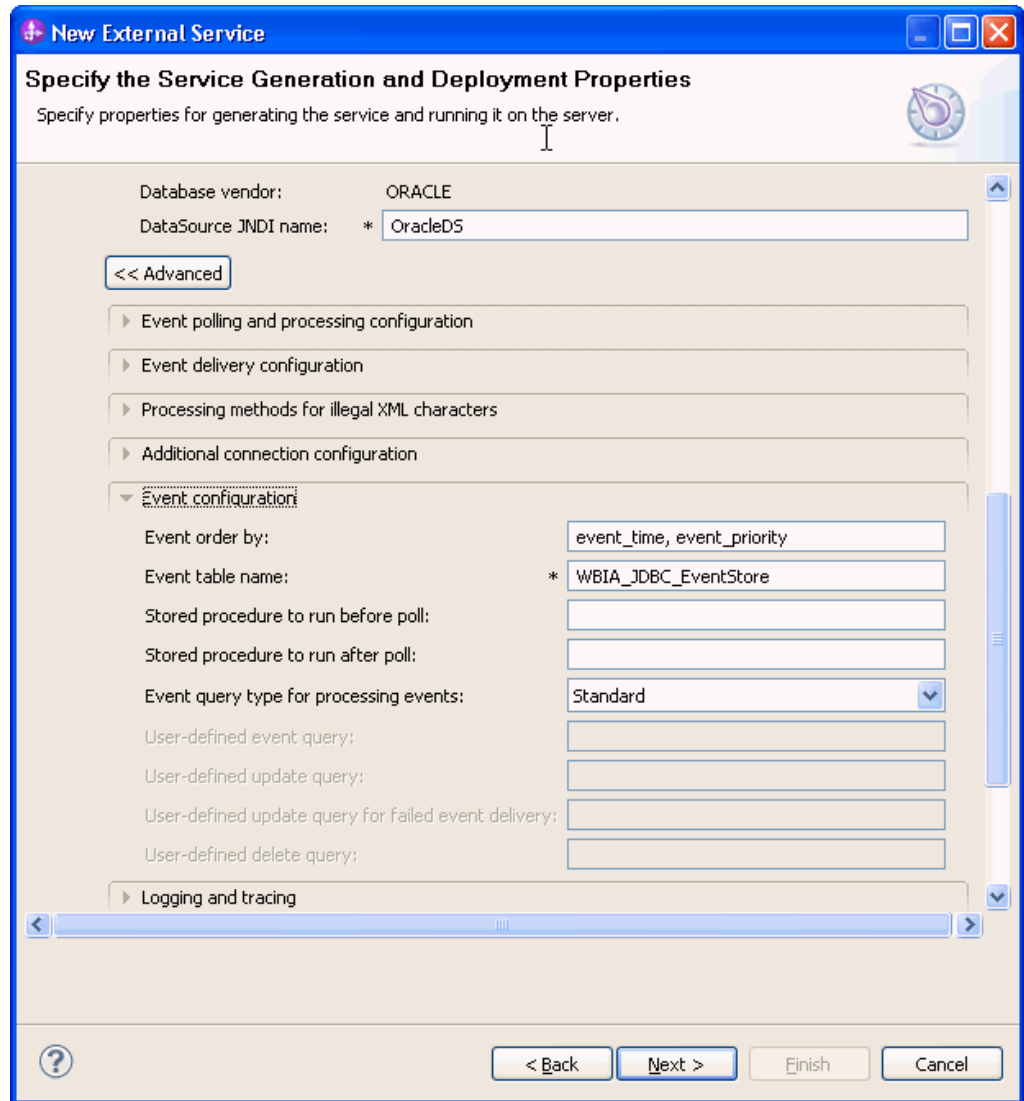 New External Service
Specify the Service Generation and Deployment Properties
Specify properties for generating the service and running it on the server.
Database vendor: ORACLE
DataSource JNDI name: * OracleDS
<< Advanced
Event polling and processing configuration
Event delivery configuration
Processing methods for illegal XML characters
Additional connection configuration
Event configuration
Event order by: event_time, event_priority
Event table name: * WBIA_JDBC_EventStore
Stored procedure to run before poll:
Stored procedure to run after poll:
Event query type for processing events: Standard
User-defined event query:
User-defined update query:
User-defined update query for failed event delivery:
User-defined delete query:
Logging and tracing
? < Back Next > Finish Cancel